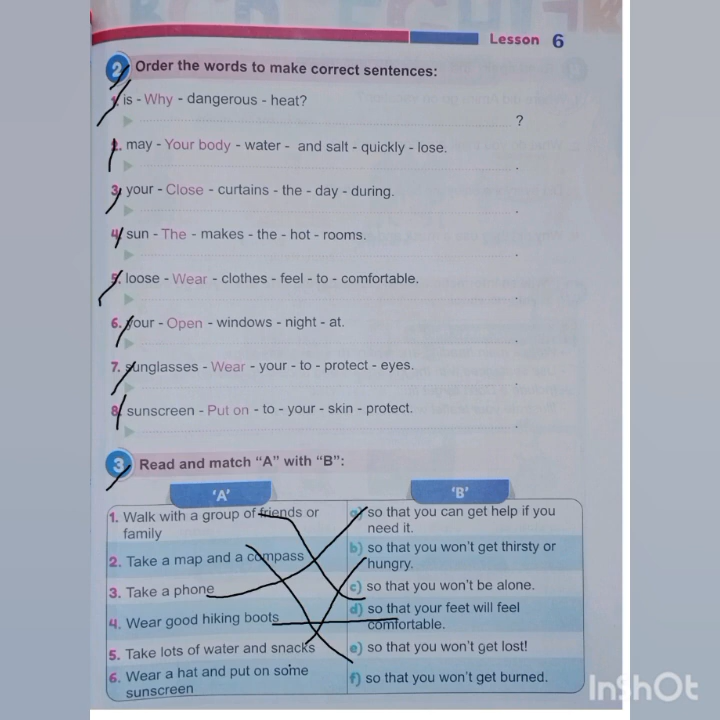 Lesson 6
2 Order the words to make correct sentences:
1. is - Why - dangerous - heat?
?
2. may - Your body - water - and salt - quickly - lose.
3. your - Close - curtains - the - day - during.
4. sun - The - makes - the - hot - rooms.
5. loose - Wear - clothes - feel - to - comfortable.
6. your - Open - windows - night - at.
7. sunglasses - Wear - your - to - protect - eyes.
8. sunscreen - Put on - to - your - skin - protect.
3 Read and match “A” with “B”:
‘A’
1. Walk with a group of friends or
family
2. Take a map and a compass
3. Take a phone
4. Wear good hiking boots
5. Take lots of water and snacks
6. Wear a hat and put on some
sunscreen
‘B’
a) so that you can get help if you
need it.
b) so that you won't get thirsty or
hungry.
c) so that you won't be alone.
d) so that your feet will feel
comfortable.
e) so that you won't get lost!
f) so that you won't get burned.
InShOt